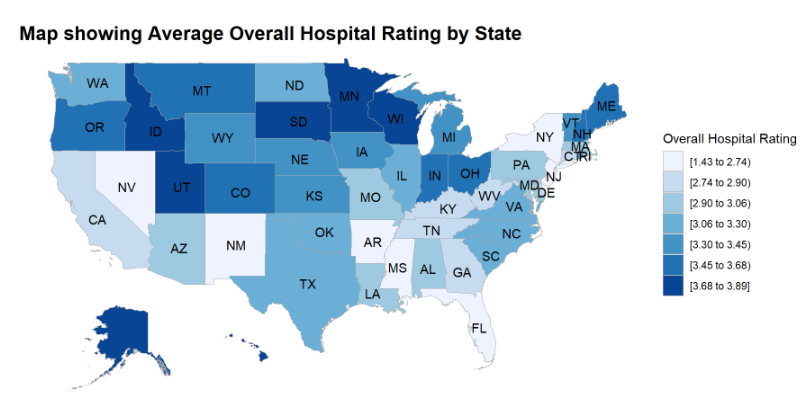 Map showing Average Overall Hospital Rating by State
WA
MT
ND
MN
ME
OR
ID
SD
WI
VT
NH
WY
MI
NY
MA
CT
RI
NE
IA
PA
NJ
NV
UT
CO
IL
IN
OH
MD
DE
KS
MO
WV
VA
CA
KY
AZ
NM
OK
AR
TN
NC
SC
MS
AL
GA
TX
LA
FL
Overall Hospital Rating
[1.43 to 2.74)
[2.74 to 2.90)
[2.90 to 3.06)
[3.06 to 3.30)
[3.30 to 3.45)
[3.45 to 3.68)
[3.68 to 3.89]